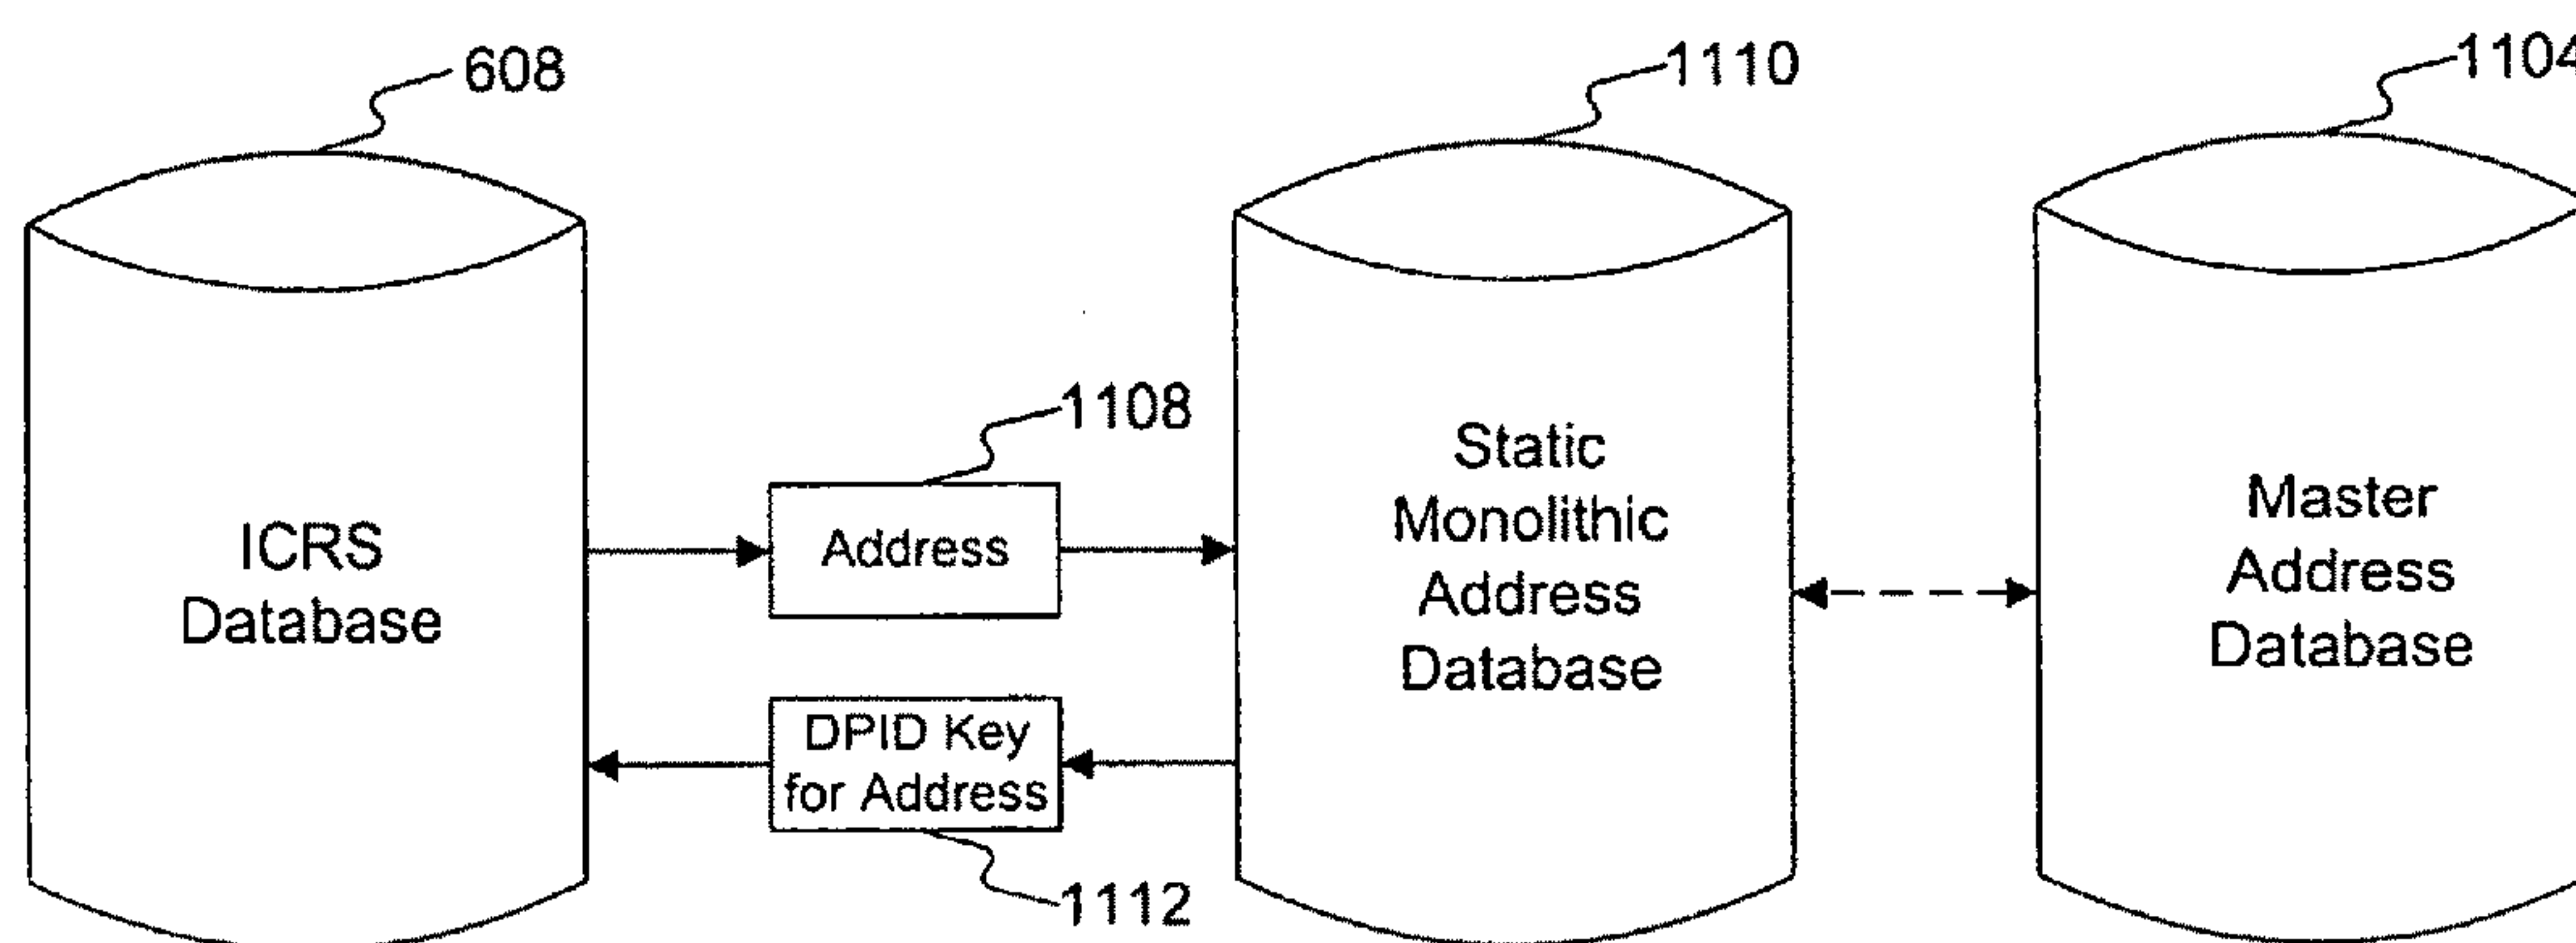 608
1110
1104
1108
ICRS
Database
Address
Static
Monolithic
Address
Database
Master
Address
Database
DPID Key
for Address
1112